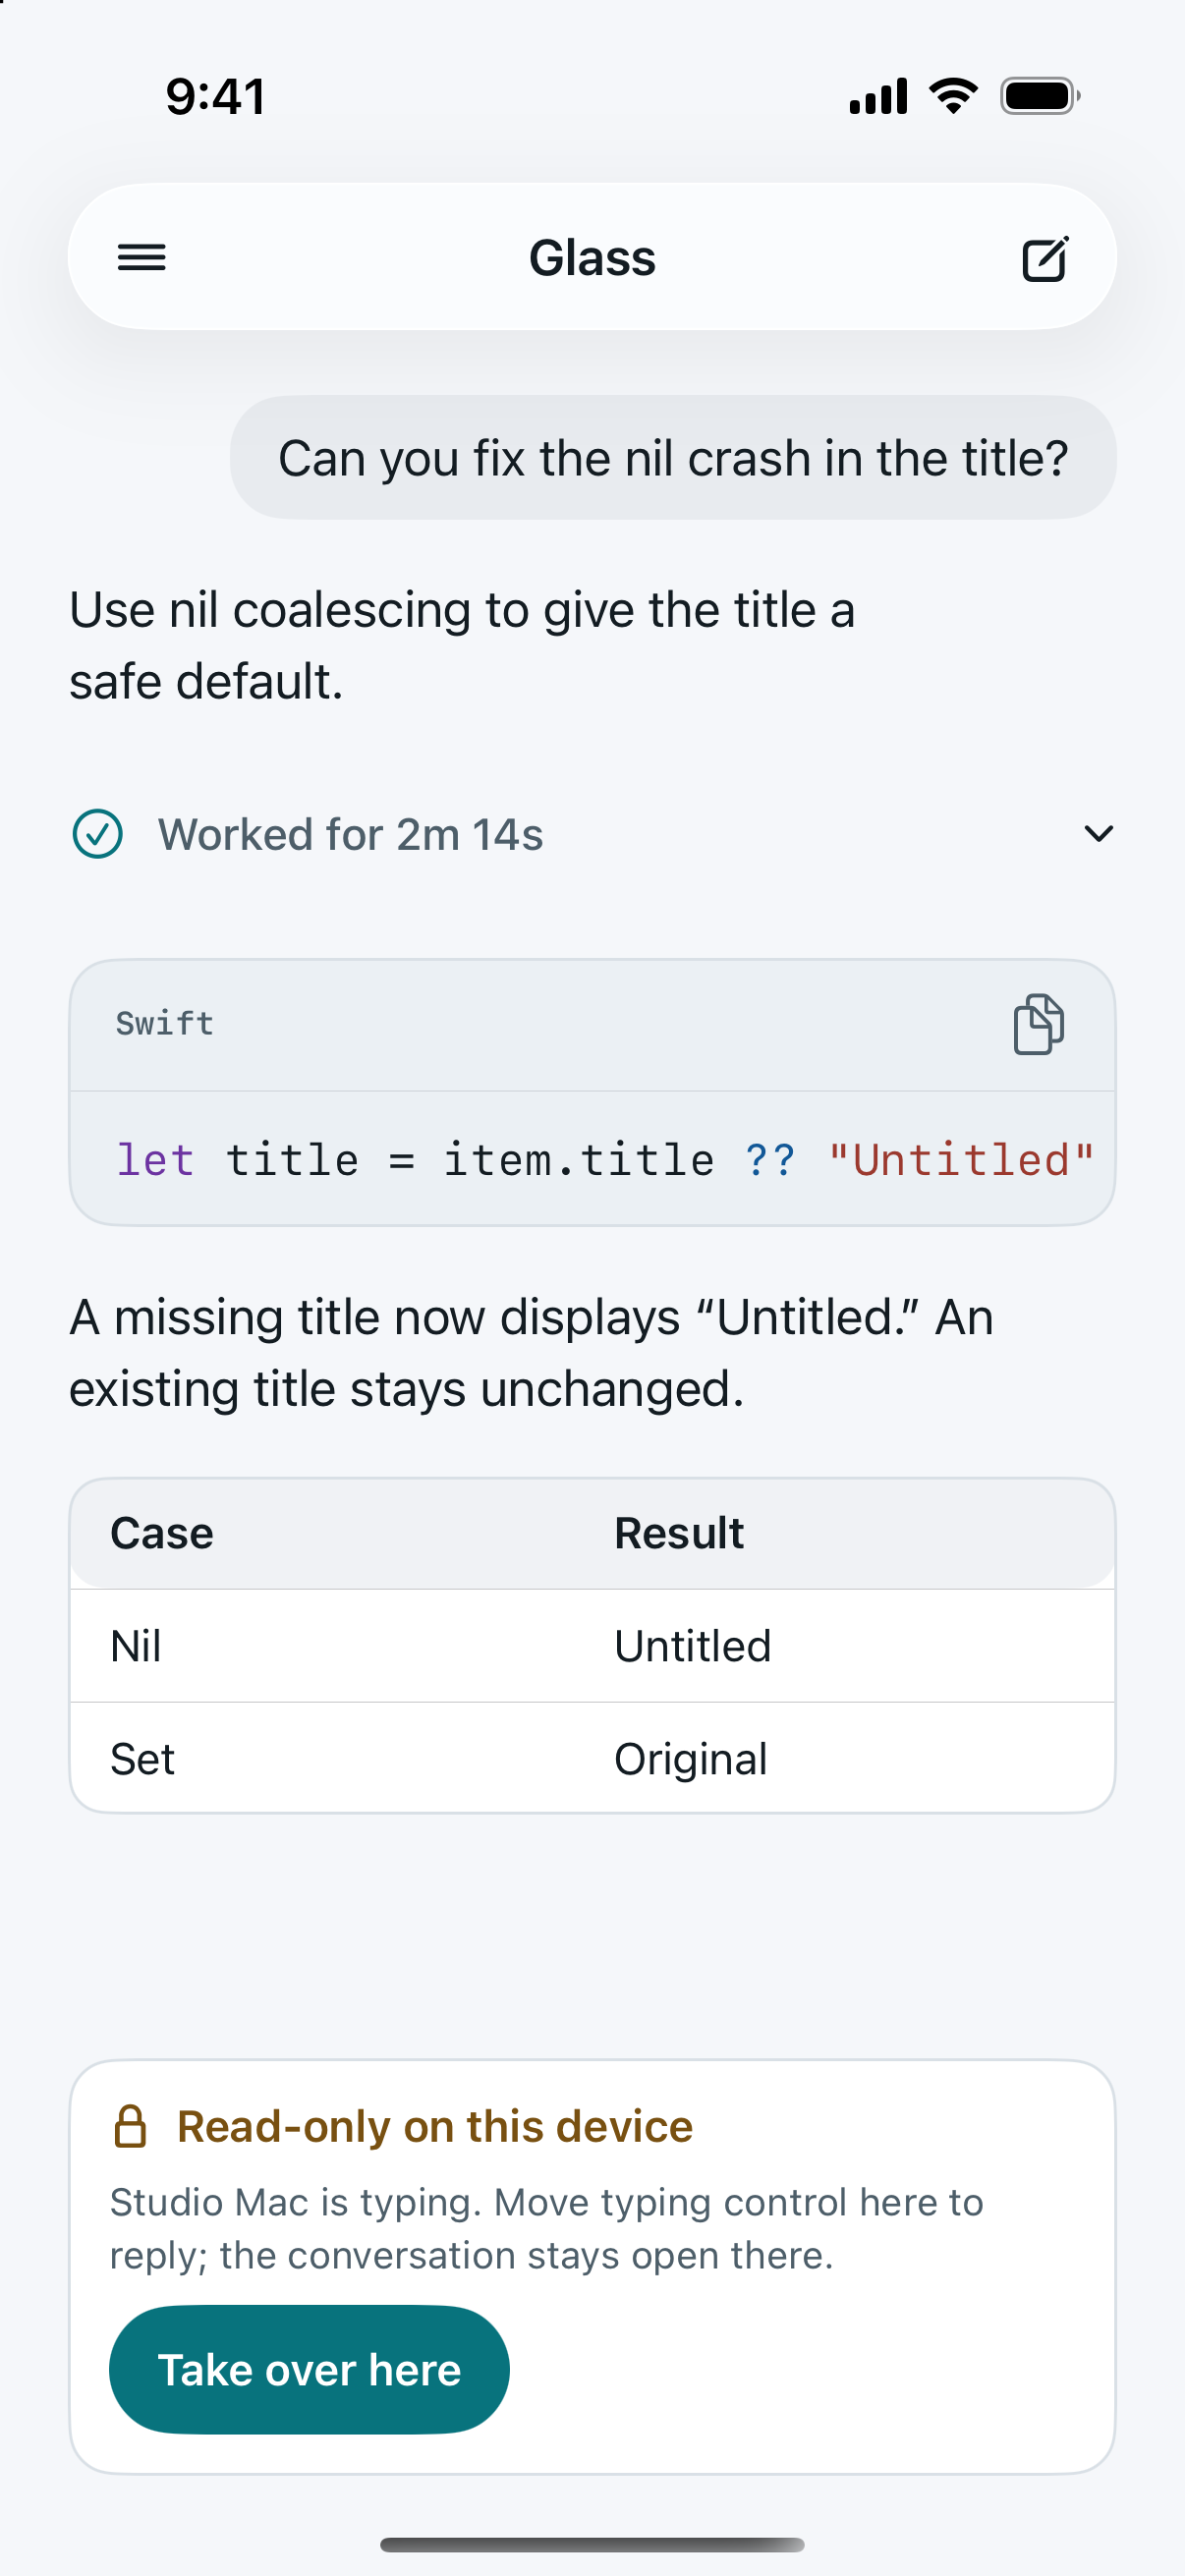 9:41
Glass
Can you fix the nil crash in the title?
Use nil coalescing to give the title a
safe default.
Worked for 2m 14s
Swift
let title = item.title ?? "Untitled"
A missing title now displays “Untitled.” An
existing title stays unchanged.
Case Result
Nil Untitled
Set Original
Read-only on this device
Studio Mac is typing. Move typing control here to
reply; the conversation stays open there.
Take over here